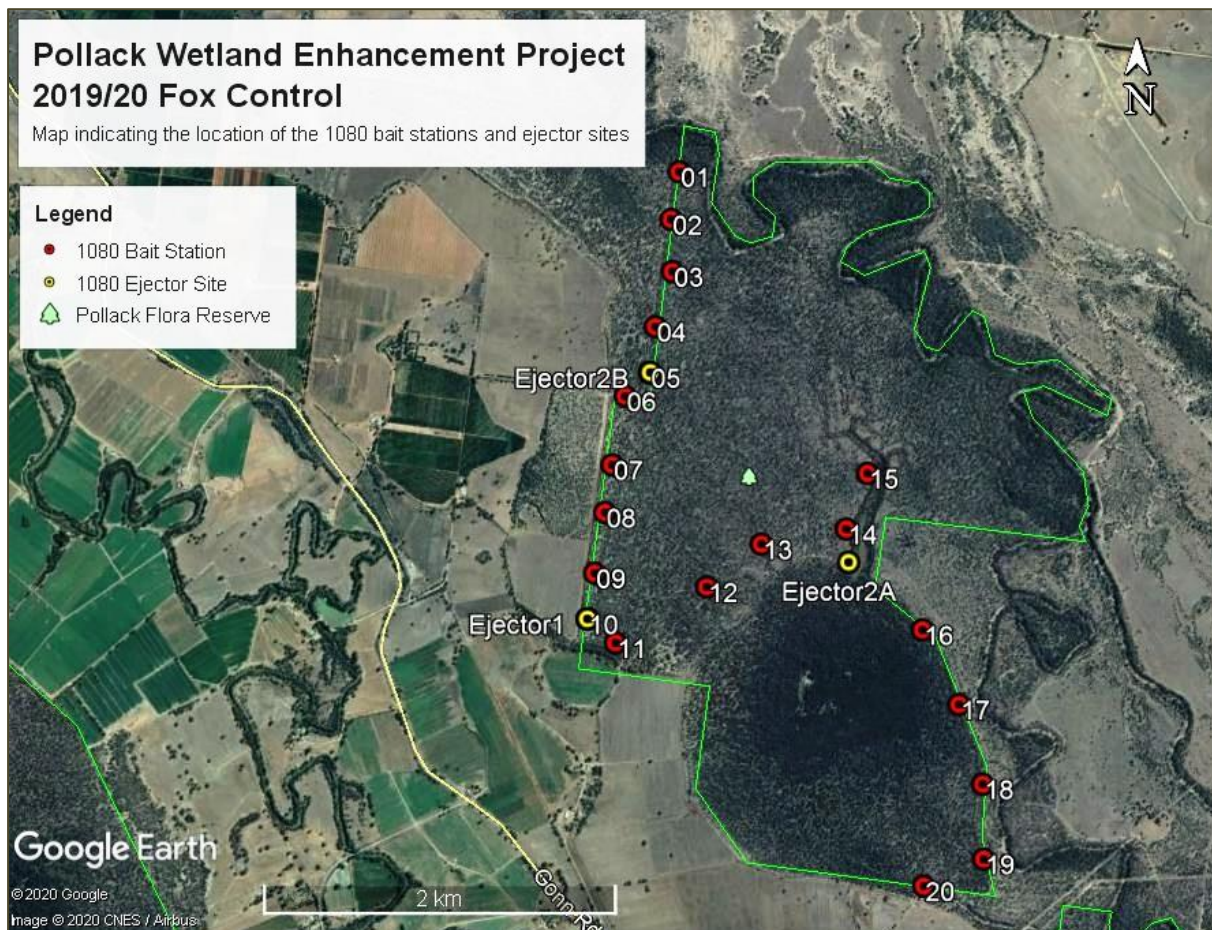 Pollack Wetland Enhancement Project
2019/20 Fox Control
Map indicating the location of the 1080 bait stations and ejector sites
N
Legend
1080 Bait Station
1080 Ejector Site
Pollack Flora Reserve
01
02
03
04
05
Ejector2B
06
07
08
09
10
Ejector1
11
12
13
14
15
Ejector2A
16
17
18
19
20
Gonn Rd
2 km
Google Earth
© 2020 Google
Image © 2020 CNES / Airbus